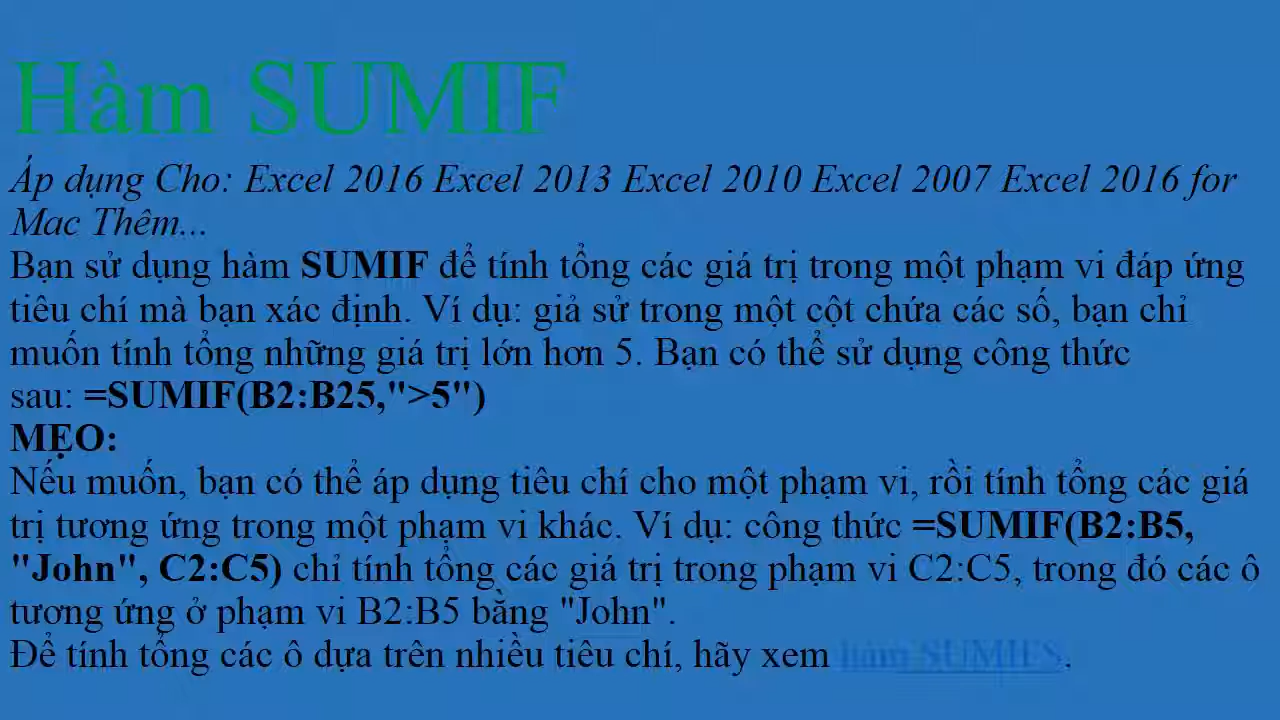 Hàm SUMIF
Áp dụng Cho: Excel 2016 Excel 2013 Excel 2010 Excel 2007 Excel 2016 for
Mac Thêm...
Bạn sử dụng hàm SUMIF để tính tổng các giá trị trong một phạm vi đáp ứng
tiêu chí mà bạn xác định. Ví dụ: giả sử trong một cột chứa các số, bạn chỉ
muốn tính tổng những giá trị lớn hơn 5. Bạn có thể sử dụng công thức
sau: =SUMIF(B2:B25,">5")
MẸO:
Nếu muốn, bạn có thể áp dụng tiêu chí cho một phạm vi, rồi tính tổng các giá
trị tương ứng trong một phạm vi khác. Ví dụ: công thức =SUMIF(B2:B5,
"John", C2:C5) chỉ tính tổng các giá trị trong phạm vi C2:C5, trong đó các ô
tương ứng ở phạm vi B2:B5 bằng "John".
Để tính tổng các ô dựa trên nhiều tiêu chí, hãy xem hàm SUMIFS.